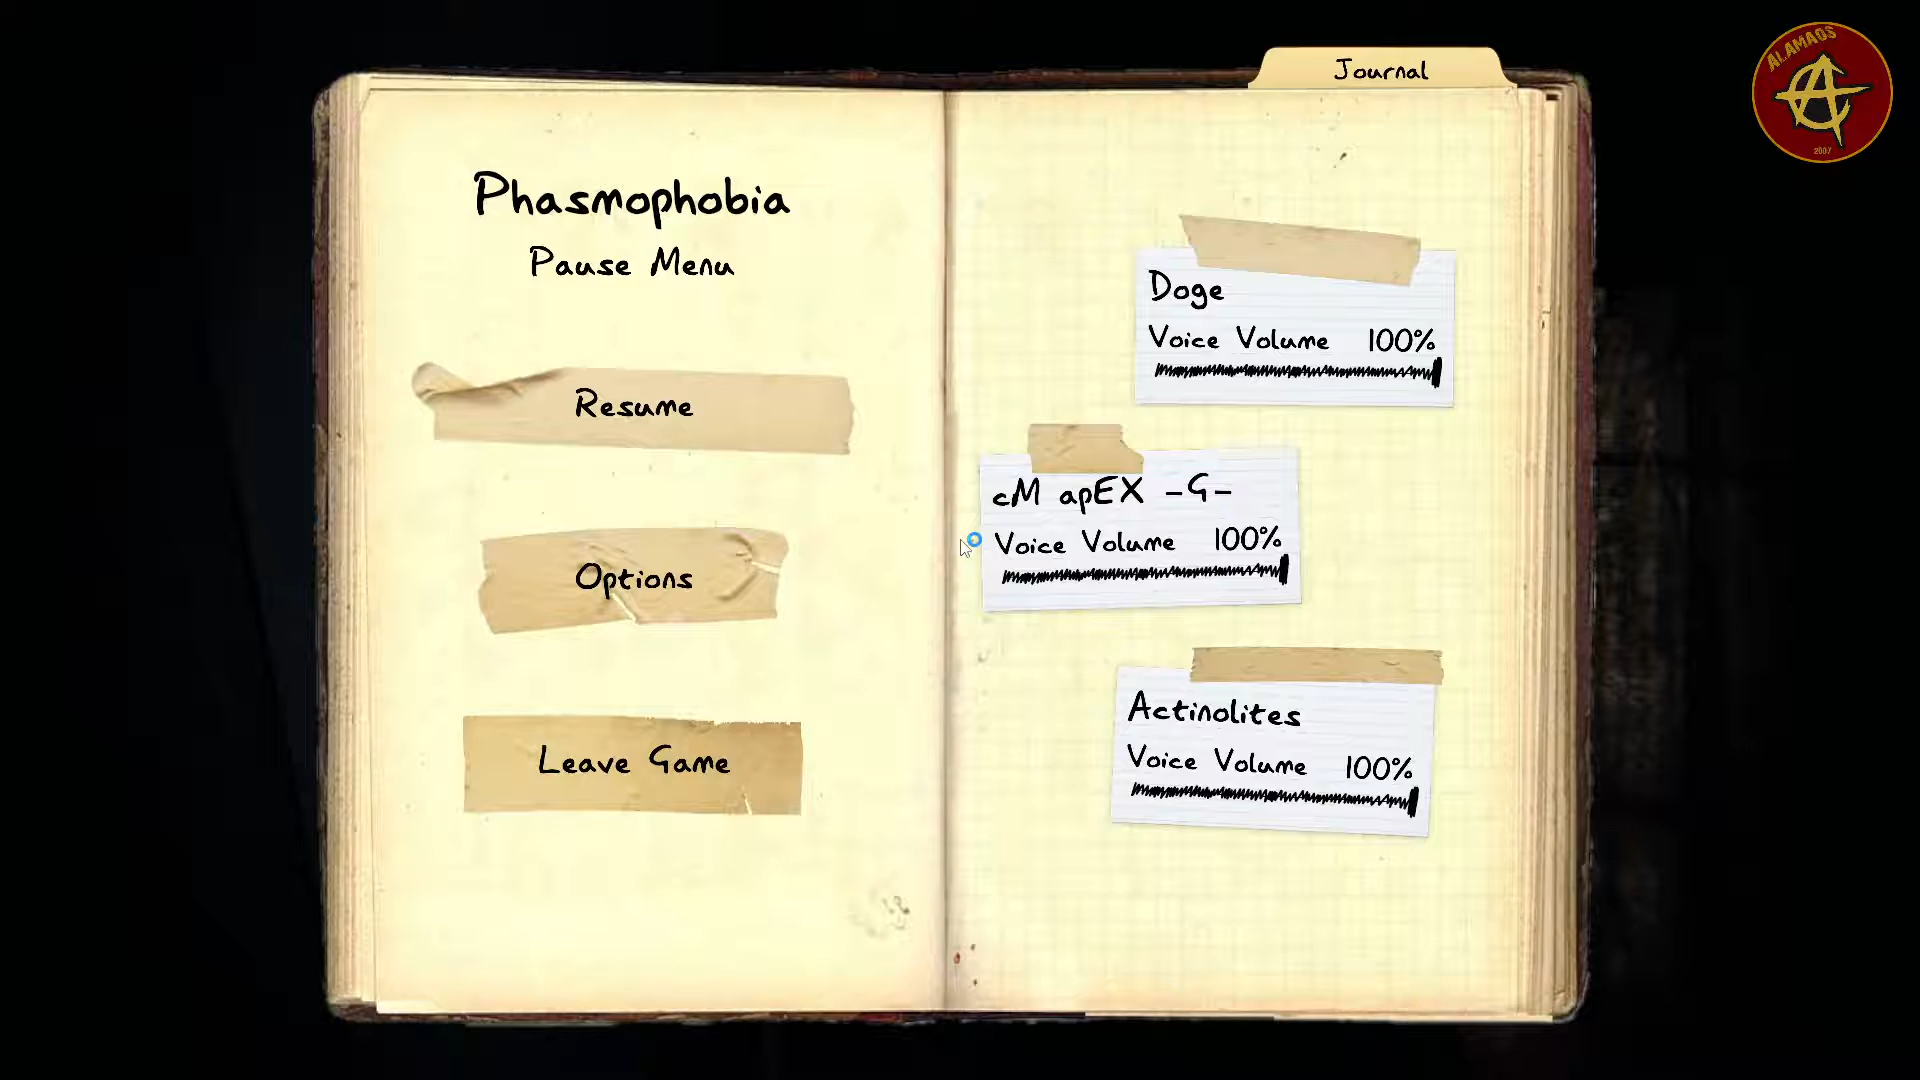 Journal
ALAMAOS
2007
Phasmophobia
Pause Menu
Resume
Options
Leave Game
Doge
Voice Volume 100%
cM apEX -G-
Voice Volume 100%
Actinolites
Voice Volume 100%